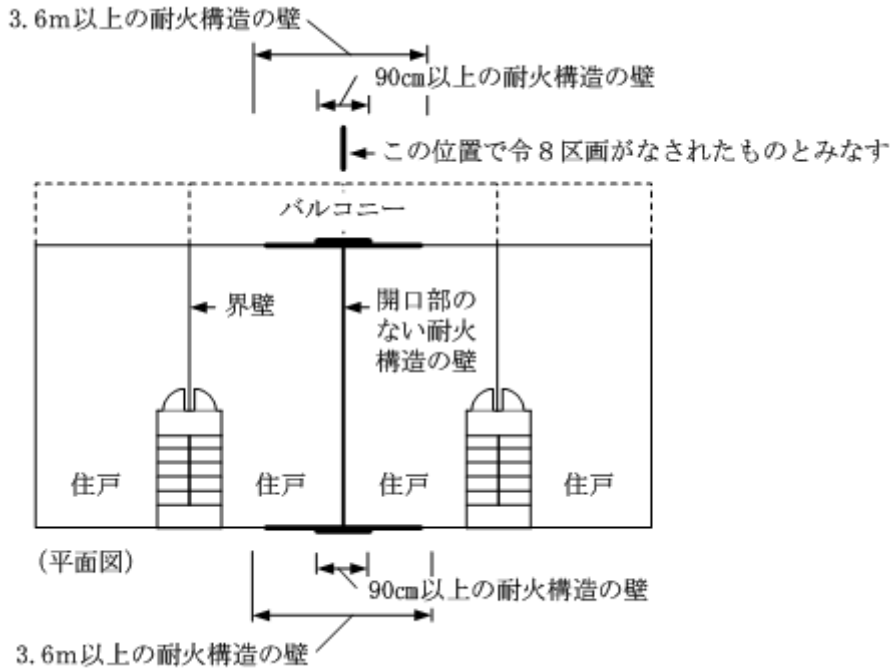 3.6m以上の耐火構造の壁
90㎝以上の耐火構造の壁
この位置で令８区画がなされたものとみなす
バルコニー
界壁
開口部の
ない耐火
構造の壁
住戸
住戸
住戸
住戸
(平面図)
90㎝以上の耐火構造の壁
3.6m以上の耐火構造の壁